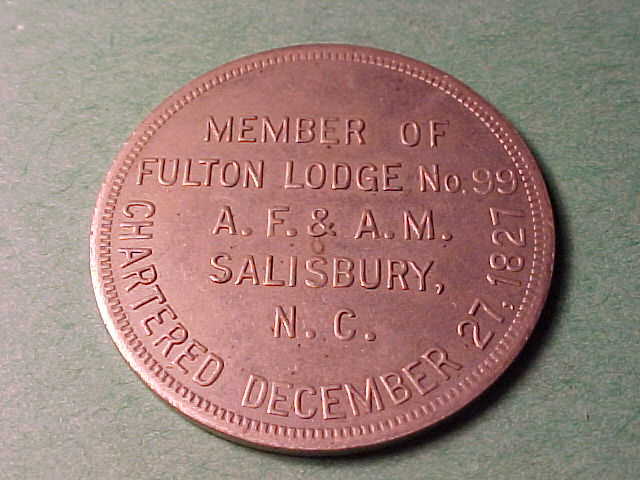 MEMBER OF
FULTON LODGE No. 99
A. F. & A. M.
SALISBURY,
N. C.
CHARTERED DECEMBER 27, 1827